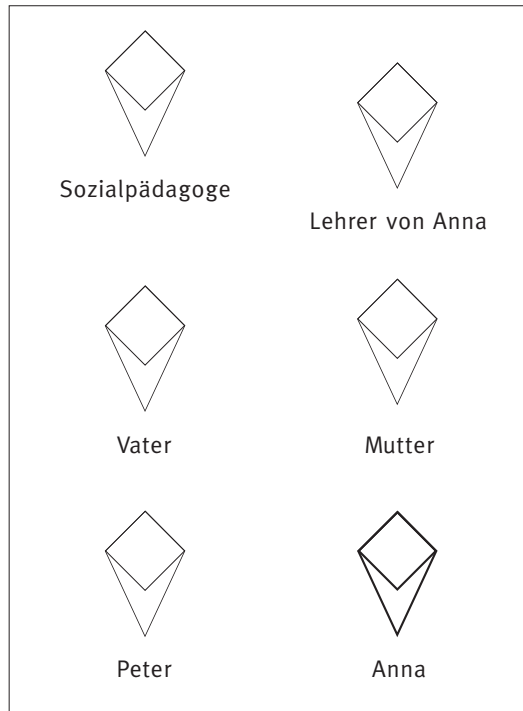 Sozialpädagoge
Lehrer von Anna
Vater
Mutter
Peter
Anna